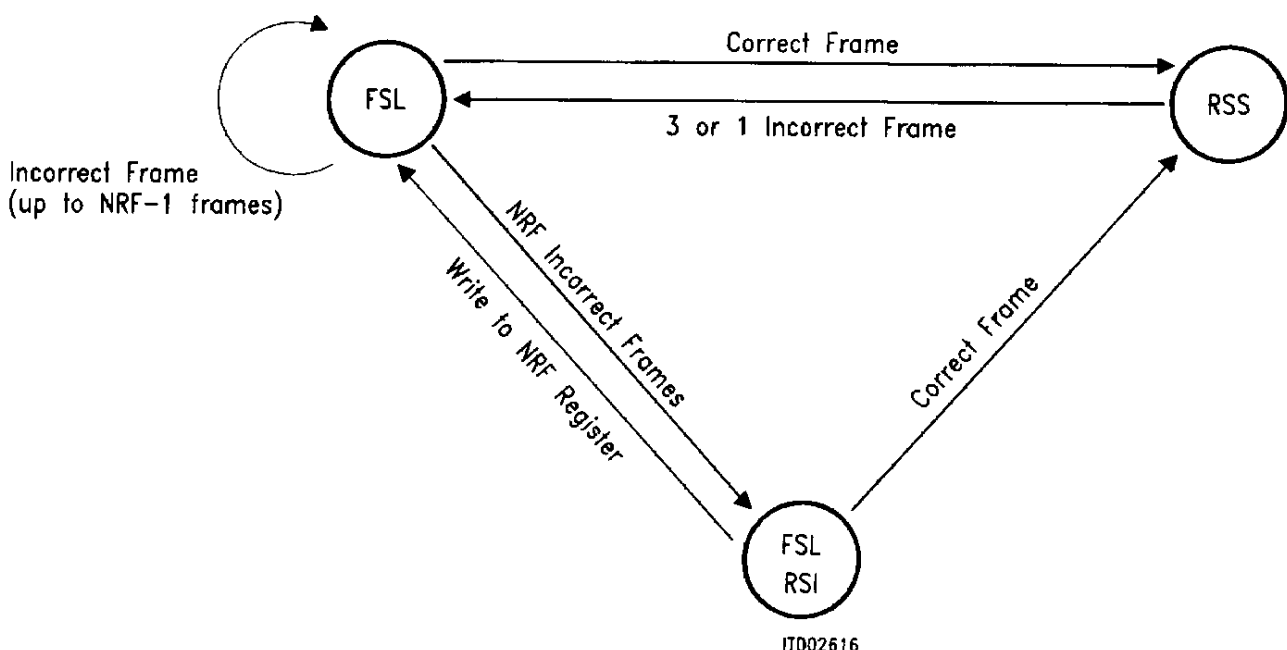 Correct Frame
FSL
RSS
3 or 1 Incorrect Frame
Incorrect Frame
(up to NRF-1 frames)
NRF Incorrect Frames
Write to NRF Register
Correct Frame
FSL
RSI
ITD02616